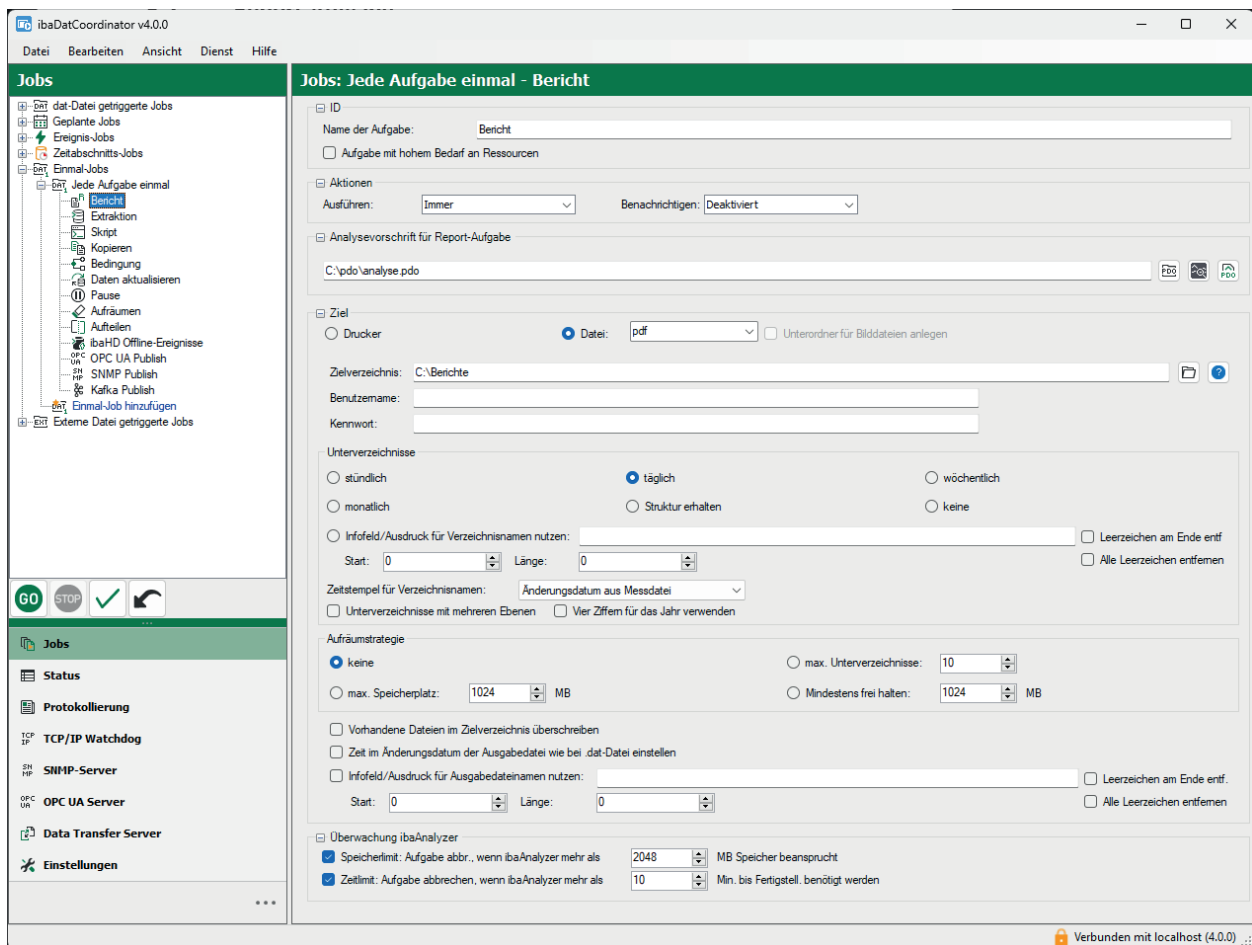 ibaDatCoordinator v4.0.0
Datei Bearbeiten Ansicht Dienst Hilfe
Jobs
dat-Datei getriggerte Jobs
Geplante Jobs
Ereignis-Jobs
Zeitabschnitts-Jobs
Einmal-Jobs
Jede Aufgabe einmal
Bericht
Extraktion
Skript
Kopieren
Bedingung
Daten aktualisieren
Pause
Aufräumen
Aufteilen
ibaHD Offline-Ereignisse
OPC UA Publish
SNMP Publish
Kafka Publish
Einmal-Job hinzufügen
Externe Datei getriggerte Jobs
GO STOP
Jobs
Status
Protokollierung
TCP/IP Watchdog
SNMP-Server
OPC UA Server
Data Transfer Server
Einstellungen
Jobs: Jede Aufgabe einmal - Bericht
ID
Name der Aufgabe: Bericht
Aufgabe mit hohem Bedarf an Ressourcen
Aktionen
Ausführen: Immer Benachrichtigen: Deaktiviert
Analysevorschrift für Report-Aufgabe
C:\pdo\analyse.pdo PDO PDO
Ziel
Drucker Datei: pdf Unterordner für Bilddateien anlegen
Zielverzeichnis: C:\Berichte
Benutzername:
Kennwort:
Unterverzeichnisse
stündlich täglich wöchentlich
monatlich Struktur erhalten keine
Infofeld/Ausdruck für Verzeichnisnamen nutzen: Leerzeichen am Ende entf
Start: 0 Länge: 0 Alle Leerzeichen entfernen
Zeitstempel für Verzeichnisnamen: Änderungsdatum aus Messdatei
Unterverzeichnisse mit mehreren Ebenen Vier Ziffern für das Jahr verwenden
Aufräumstrategie
keine max. Unterverzeichnisse: 10
max. Speicherplatz: 1024 MB Mindestens frei halten: 1024 MB
Vorhandene Dateien im Zielverzeichnis überschreiben
Zeit im Änderungsdatum der Ausgabedatei wie bei .dat-Datei einstellen
Infofeld/Ausdruck für Ausgabedateinamen nutzen: Leerzeichen am Ende entf.
Start: 0 Länge: 0 Alle Leerzeichen entfernen
Überwachung ibaAnalyzer
Speicherlimit: Aufgabe abbr., wenn ibaAnalyzer mehr als 2048 MB Speicher beansprucht
Zeitlimit: Aufgabe abbrechen, wenn ibaAnalyzer mehr als 10 Min. bis Fertigstell. benötigt werden
Verbunden mit localhost (4.0.0)